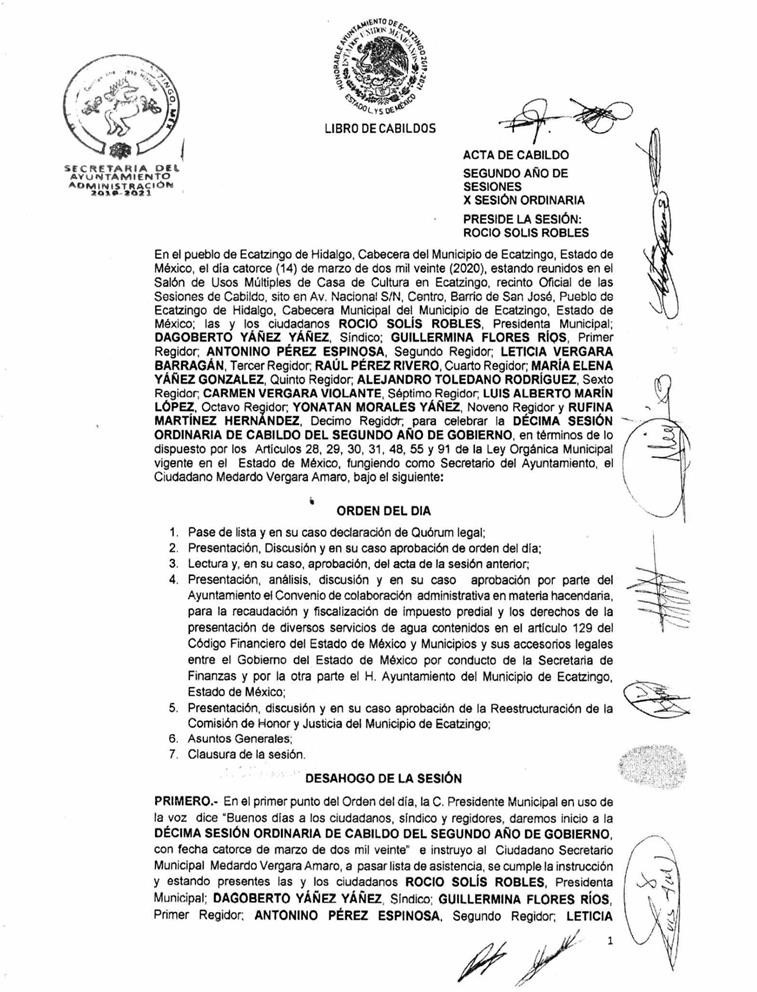 HONORABLE AYUNTAMIENTO DE ECATZINGO 2019-2021
ESTADOS UNIDOS MEXICANOS
SECRETARIA DEL
AYUNTAMIENTO
ADMINISTRACIÓN
2019-2021
LIBRO DE CABILDOS
ACTA DE CABILDO
SEGUNDO AÑO DE
SESIONES
X SESIÓN ORDINARIA
PRESIDE LA SESIÓN:
ROCIO SOLIS ROBLES
En el pueblo de Ecatzingo de Hidalgo, Cabecera del Municipio de Ecatzingo, Estado de
México, el día catorce (14) de marzo de dos mil veinte (2020), estando reunidos en el
Salón de Usos Múltiples de Casa de Cultura en Ecatzingo, recinto Oficial de las
Sesiones de Cabildo, sito en Av. Nacional S/N, Centro, Barrio de San José, Pueblo de
Ecatzingo de Hidalgo, Cabecera Municipal del Municipio de Ecatzingo, Estado de
México; las y los ciudadanos ROCIO SOLÍS ROBLES, Presidenta Municipal;
DAGOBERTO YÁÑEZ YÁÑEZ, Síndico; GUILLERMINA FLORES RÍOS, Primer
Regidor; ANTONINO PÉREZ ESPINOSA, Segundo Regidor; LETICIA VERGARA
BARRAGÁN, Tercer Regidor; RAÚL PÉREZ RIVERO, Cuarto Regidor; MARÍA ELENA
YÁÑEZ GONZALEZ, Quinto Regidor; ALEJANDRO TOLEDANO RODRÍGUEZ, Sexto
Regidor; CARMEN VERGARA VIOLANTE, Séptimo Regidor; LUIS ALBERTO MARÍN
LÓPEZ, Octavo Regidor; YONATAN MORALES YÁÑEZ, Noveno Regidor y RUFINA
MARTÍNEZ HERNÁNDEZ, Decimo Regidor; para celebrar la DÉCIMA SESIÓN
ORDINARIA DE CABILDO DEL SEGUNDO AÑO DE GOBIERNO, en términos de lo
dispuesto por los Artículos 28, 29, 30, 31, 48, 55 y 91 de la Ley Orgánica Municipal
vigente en el Estado de México, fungiendo como Secretario del Ayuntamiento, el
Ciudadano Medardo Vergara Amaro, bajo el siguiente:
ORDEN DEL DIA
1. Pase de lista y en su caso declaración de Quórum legal;
2. Presentación, Discusión y en su caso aprobación de orden del día;
3. Lectura y, en su caso, aprobación, del acta de la sesión anterior;
4. Presentación, análisis, discusión y en su caso aprobación por parte del
Ayuntamiento el Convenio de colaboración administrativa en materia hacendaria,
para la recaudación y fiscalización de impuesto predial y los derechos de la
presentación de diversos servicios de agua contenidos en el artículo 129 del
Código Financiero del Estado de México y Municipios y sus accesorios legales
entre el Gobierno del Estado de México por conducto de la Secretaria de
Finanzas y por la otra parte el H. Ayuntamiento del Municipio de Ecatzingo,
Estado de México;
5. Presentación, discusión y en su caso aprobación de la Reestructuración de la
Comisión de Honor y Justicia del Municipio de Ecatzingo;
6. Asuntos Generales;
7. Clausura de la sesión.
DESAHOGO DE LA SESIÓN
PRIMERO.- En el primer punto del Orden del día, la C. Presidente Municipal en uso de
la voz dice "Buenos días a los ciudadanos, síndico y regidores, daremos inicio a la
DÉCIMA SESIÓN ORDINARIA DE CABILDO DEL SEGUNDO AÑO DE GOBIERNO,
con fecha catorce de marzo de dos mil veinte" e instruyo al Ciudadano Secretario
Municipal Medardo Vergara Amaro, a pasar lista de asistencia, se cumple la instrucción
y estando presentes las y los ciudadanos ROCIO SOLÍS ROBLES, Presidenta
Municipal; DAGOBERTO YÁÑEZ YÁÑEZ, Síndico; GUILLERMINA FLORES RÍOS,
Primer Regidor; ANTONINO PÉREZ ESPINOSA, Segundo Regidor; LETICIA
1